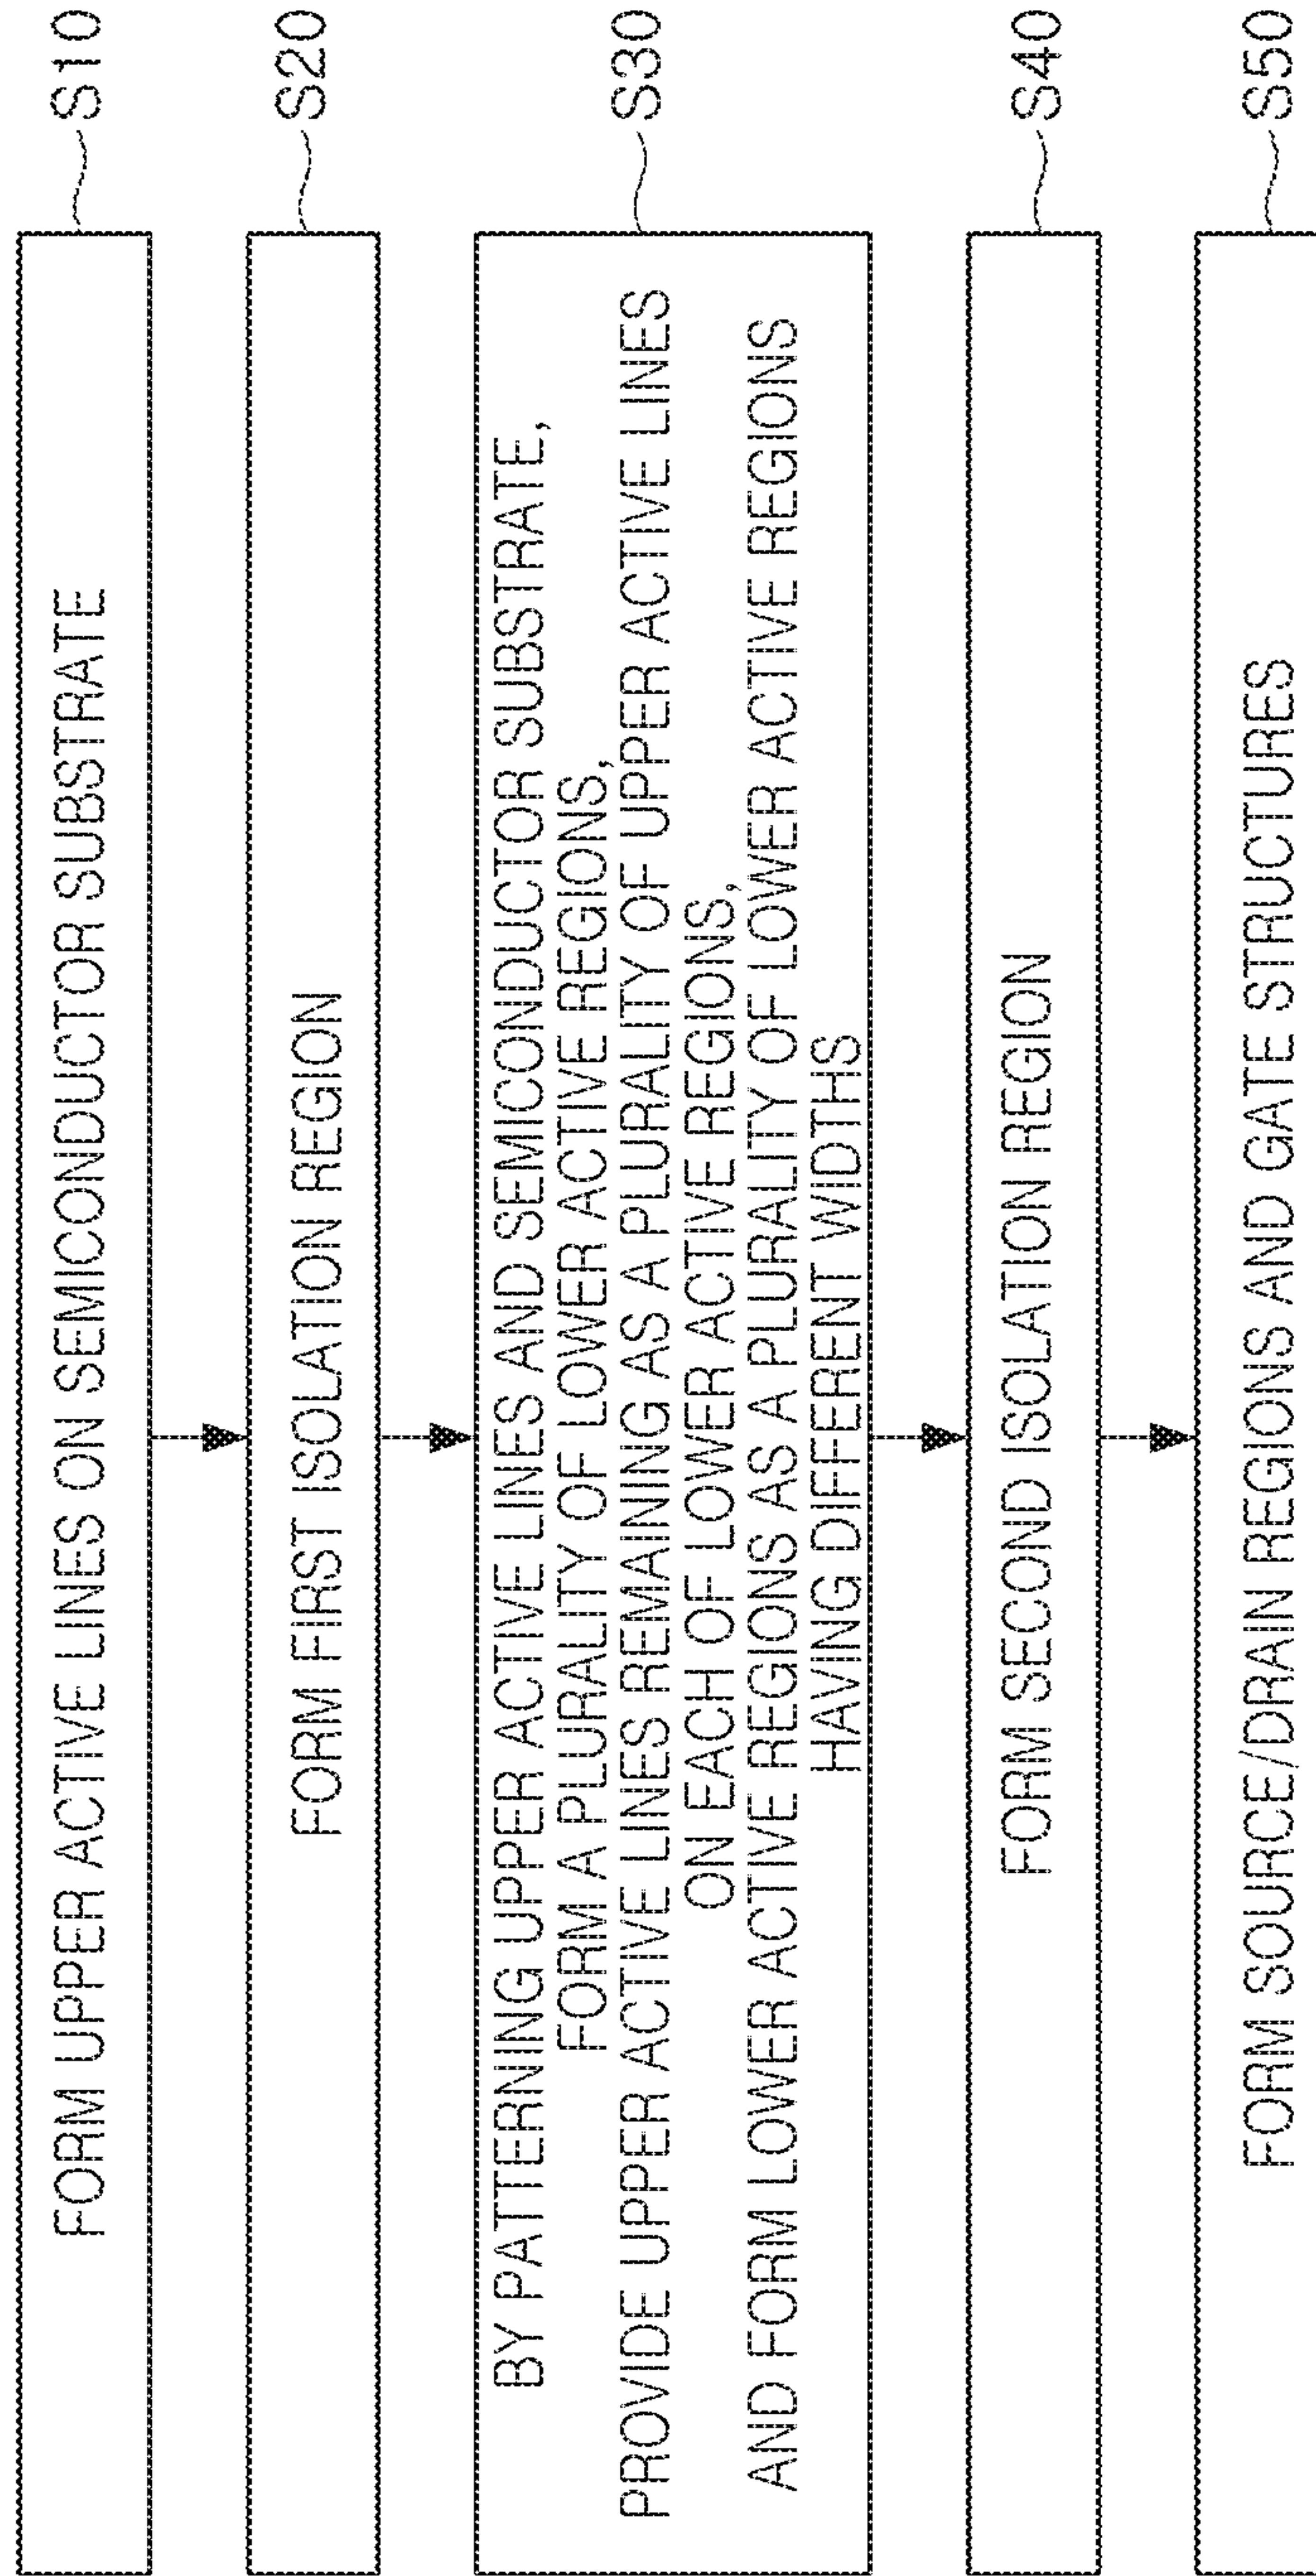 FORM UPPER ACTIVE LINES ON SEMICONDUCTOR SUBSTRATE
S10
FORM FIRST ISOLATION REGION
S20
BY PATTERNING UPPER ACTIVE LINES AND SEMICONDUCTOR SUBSTRATE,
FORM A PLURALITY OF LOWER ACTIVE REGIONS,
PROVIDE UPPER ACTIVE LINES REMAINING AS A PLURALITY OF UPPER ACTIVE LINES
ON EACH OF LOWER ACTIVE REGIONS,
AND FORM LOWER ACTIVE REGIONS AS A PLURALITY OF LOWER ACTIVE REGIONS
HAVING DIFFERENT WIDTHS
S30
FORM SECOND ISOLATION REGION
S40
FORM SOURCE/DRAIN REGIONS AND GATE STRUCTURES
S50